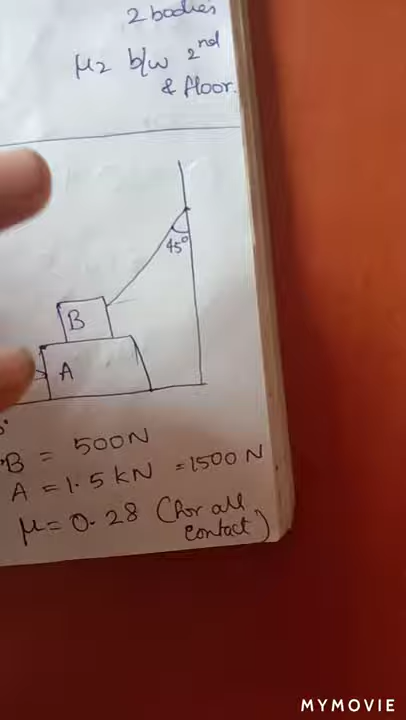 2 bodies
μ2 b/w 2nd
& floor.
45°
B
A
B = 500N
A = 1.5 kN = 1500 N
μ = 0.28 (for all
contact)
MYMOVIE